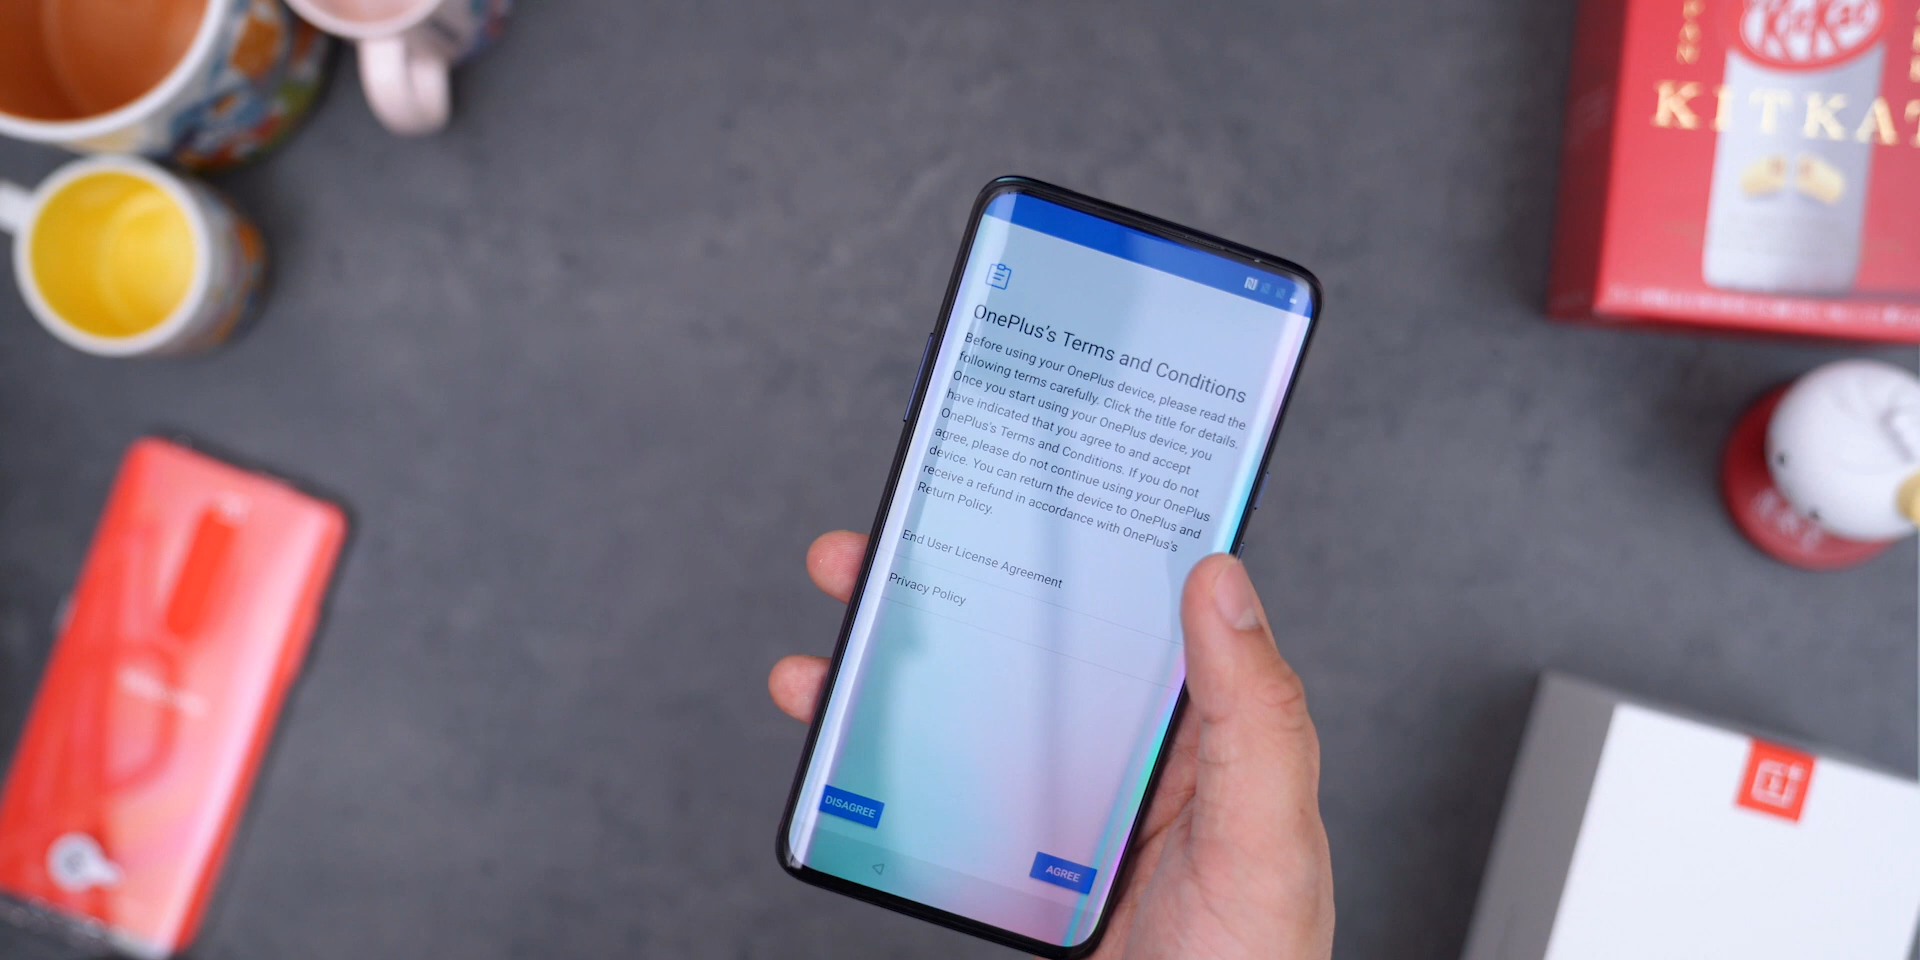 KITKAT
OnePlus's Terms and Conditions
Before using your OnePlus device, please read the
following terms carefully. Click the title for details.
Once you start using your OnePlus device, you
have indicated that you agree to and accept
OnePlus's Terms and Conditions. If you do not
agree, please do not continue using your OnePlus
device. You can return the device to OnePlus and
receive a refund in accordance with OnePlus's
Return Policy.
End User License Agreement
Privacy Policy
DISAGREE
AGREE